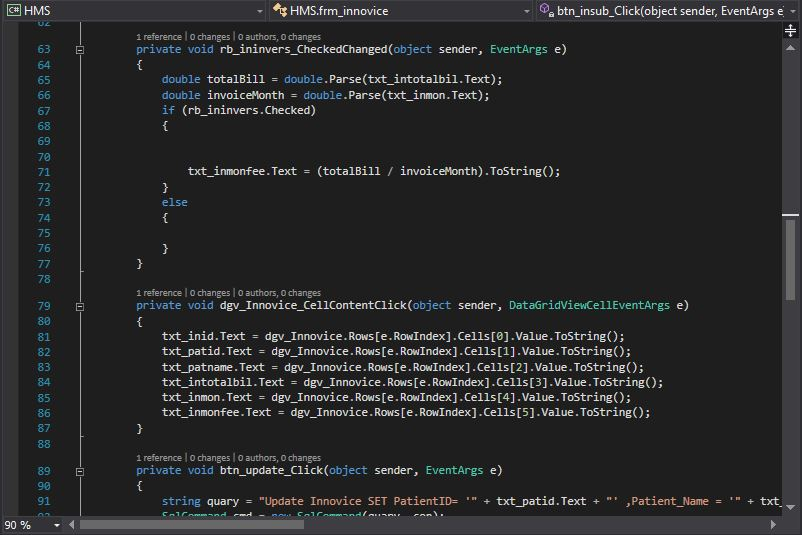 C# HMS
HMS.frm_innovice
btn_insub_Click(object sender, EventArgs e
62
1 reference | 0 changes | 0 authors, 0 changes
63 private void rb_ininvers_CheckedChanged(object sender, EventArgs e)
64 {
65 double totalBill = double.Parse(txt_intotalbil.Text);
66 double invoiceMonth = double.Parse(txt_inmon.Text);
67 if (rb_ininvers.Checked)
68 {
69
70
71 txt_inmonfee.Text = (totalBill / invoiceMonth).ToString();
72 }
73 else
74 {
75
76 }
77 }
78
1 reference | 0 changes | 0 authors, 0 changes
79 private void dgv_Innovice_CellContentClick(object sender, DataGridViewCellEventArgs e)
80 {
81 txt_inid.Text = dgv_Innovice.Rows[e.RowIndex].Cells[0].Value.ToString();
82 txt_patid.Text = dgv_Innovice.Rows[e.RowIndex].Cells[1].Value.ToString();
83 txt_patname.Text = dgv_Innovice.Rows[e.RowIndex].Cells[2].Value.ToString();
84 txt_intotalbil.Text = dgv_Innovice.Rows[e.RowIndex].Cells[3].Value.ToString();
85 txt_inmon.Text = dgv_Innovice.Rows[e.RowIndex].Cells[4].Value.ToString();
86 txt_inmonfee.Text = dgv_Innovice.Rows[e.RowIndex].Cells[5].Value.ToString();
87 }
88
1 reference | 0 changes | 0 authors, 0 changes
89 private void btn_update_Click(object sender, EventArgs e)
90 {
91 string quary = "Update Innovice SET PatientID= '" + txt_patid.Text + "' ,Patient_Name = '" + txt_
92 SqlCommand cmd = new SqlCommand(quary, con);
90 %